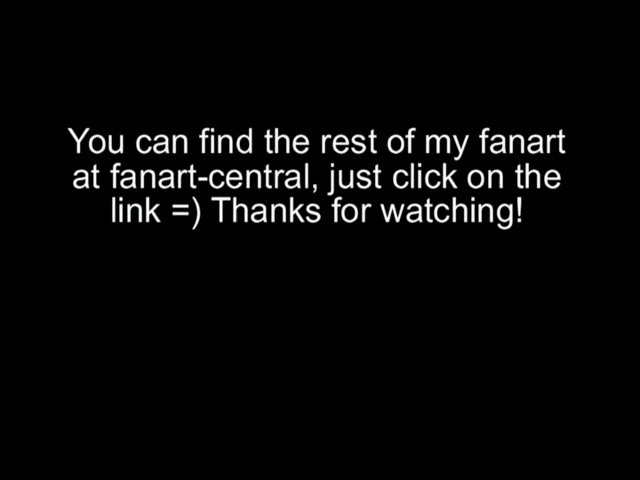 You can find the rest of my fanart
at fanart-central, just click on the
link =) Thanks for watching!